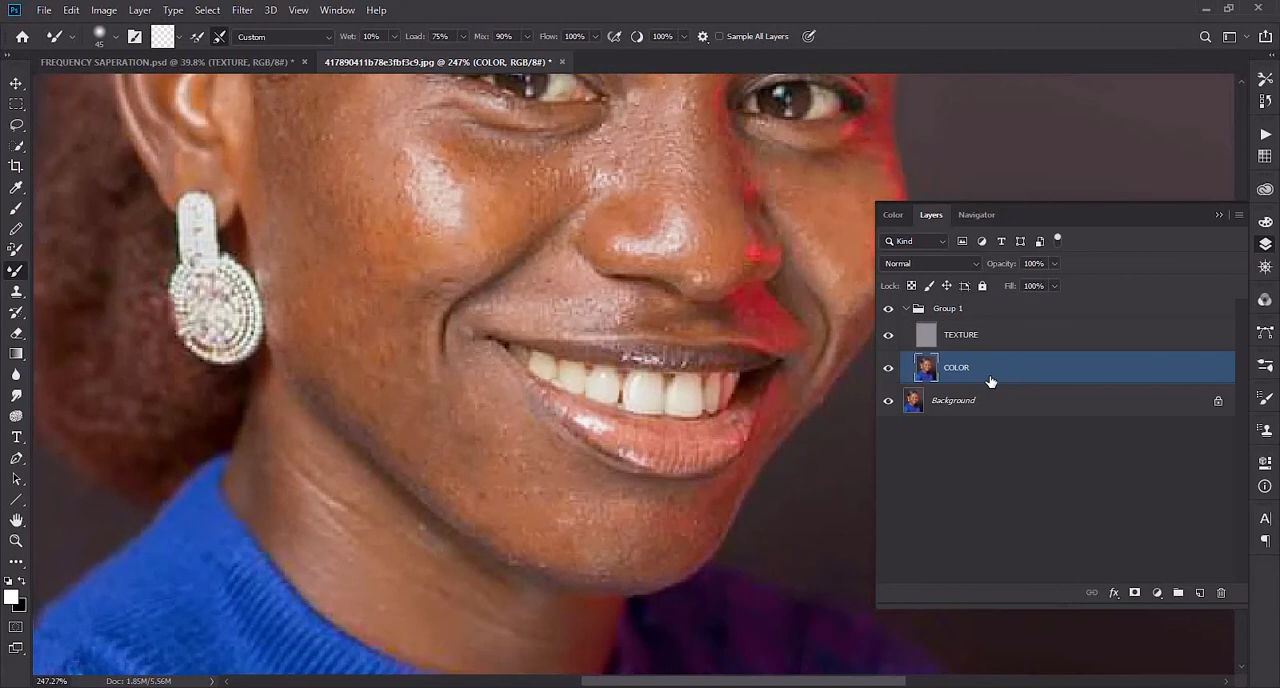 Ps File Edit Image Layer Type Select Filter 3D View Window Help
45 Custom Wet: 10% Load: 75% Mix: 90% Flow: 100% 100% Sample All Layers
FREQUENCY SAPERATION.psd @ 39.8% (TEXTURE, RGB/8#) * × 417890411b78e3fbf3c9.jpg @ 247% (COLOR, RGB/8#) * ×
Color Layers Navigator
Kind
Normal Opacity: 100%
Lock: Fill: 100%
Group 1
TEXTURE
COLOR
Background
fx
T
A
247.27% Doc: 1.85M/5.56M